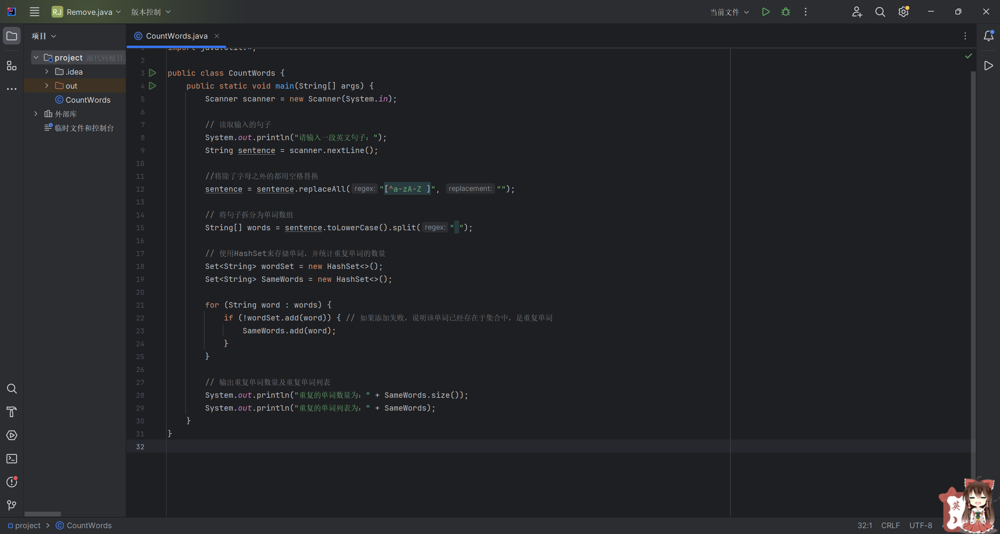 RJ Remove.java 版本控制 当前文件
项目
CountWords.java
project 源代码根目录
.idea
out
CountWords
外部库
临时文件和控制台
1 import java.util.*;
2
3 public class CountWords {
4 public static void main(String[] args) {
5 Scanner scanner = new Scanner(System.in);
6
7 // 读取输入的句子
8 System.out.println("请输入一段英文句子：");
9 String sentence = scanner.nextLine();
10
11 //将除了字母之外的都用空格替换
12 sentence = sentence.replaceAll( regex: "[^a-zA-Z ]", replacement: "");
13
14 // 将句子拆分为单词数组
15 String[] words = sentence.toLowerCase().split( regex: " ");
16
17 // 使用HashSet来存储单词，并统计重复单词的数量
18 Set<String> wordSet = new HashSet<>();
19 Set<String> SameWords = new HashSet<>();
20
21 for (String word : words) {
22 if (!wordSet.add(word)) { // 如果添加失败，说明该单词已经存在于集合中，是重复单词
23 SameWords.add(word);
24 }
25 }
26
27 // 输出重复单词数量及重复单词列表
28 System.out.println("重复的单词数量为：" + SameWords.size());
29 System.out.println("重复的单词列表为：" + SameWords);
30 }
31 }
32
英
project CountWords 32:1 CRLF UTF-8